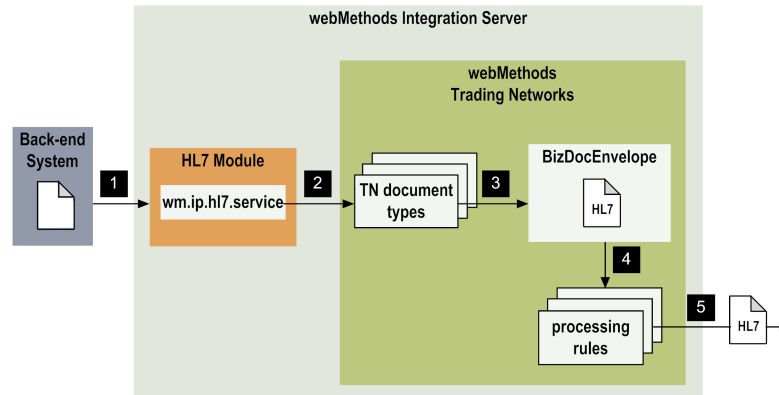 webMethods Integration Server
webMethods
Trading Networks
Back-end
System
1
HL7 Module
wm.ip.hl7.service
2
TN document
types
3
BizDocEnvelope
HL7
4
processing
rules
5
HL7